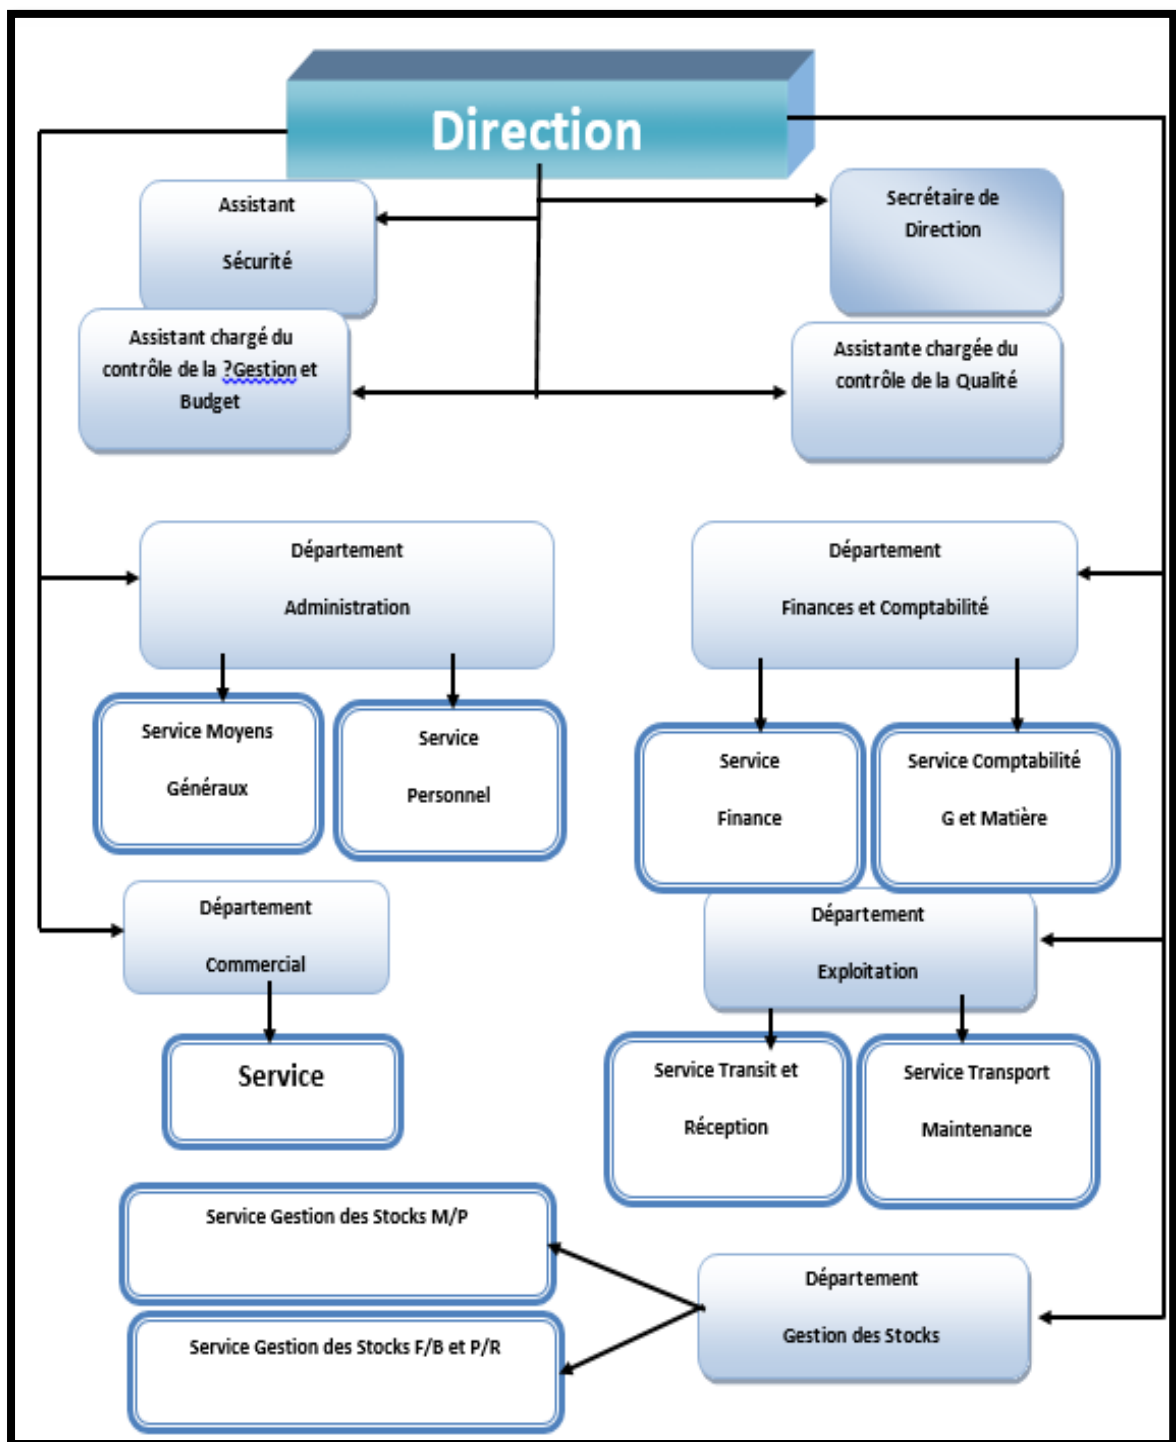 Direction
Assistant
Sécurité
Secrétaire de
Direction
Assistant chargé du
contrôle de la ?Gestion et
Budget
Assistante chargée du
contrôle de la Qualité
Département
Administration
Département
Finances et Comptabilité
Service Moyens
Généraux
Service
Personnel
Service
Finance
Service Comptabilité
G et Matière
Département
Commercial
Département
Exploitation
Service
Service Transit et
Réception
Service Transport
Maintenance
Service Gestion des Stocks M/P
Service Gestion des Stocks F/B et P/R
Département
Gestion des Stocks